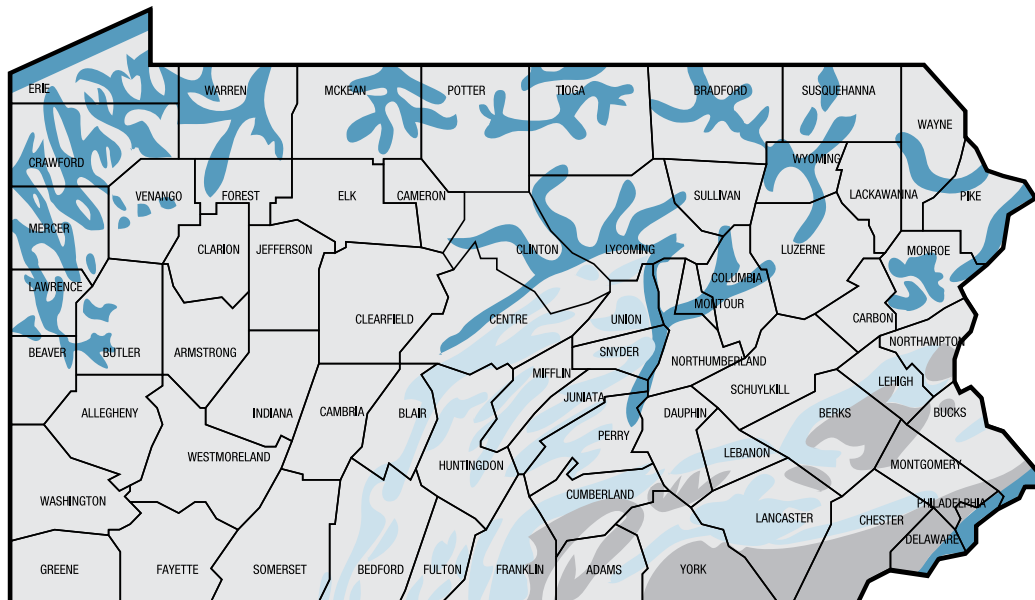 ERIE
WARREN
MCKEAN
POTTER
TIOGA
BRADFORD
SUSQUEHANNA
WAYNE
CRAWFORD
WYOMING
VENANGO
FOREST
ELK
CAMERON
SULLIVAN
LACKAWANNA
PIKE
MERCER
CLARION
JEFFERSON
CLINTON
LYCOMING
LUZERNE
MONROE
LAWRENCE
COLUMBIA
MONTOUR
CLEARFIELD
CENTRE
UNION
CARBON
BEAVER
BUTLER
ARMSTRONG
SNYDER
NORTHUMBERLAND
NORTHAMPTON
MIFFLIN
SCHUYLKILL
LEHIGH
JUNIATA
ALLEGHENY
INDIANA
CAMBRIA
BLAIR
PERRY
DAUPHIN
BERKS
BUCKS
WESTMORELAND
HUNTINGDON
LEBANON
MONTGOMERY
WASHINGTON
CUMBERLAND
LANCASTER
CHESTER
PHILADELPHIA
DELAWARE
GREENE
FAYETTE
SOMERSET
BEDFORD
FULTON
FRANKLIN
ADAMS
YORK